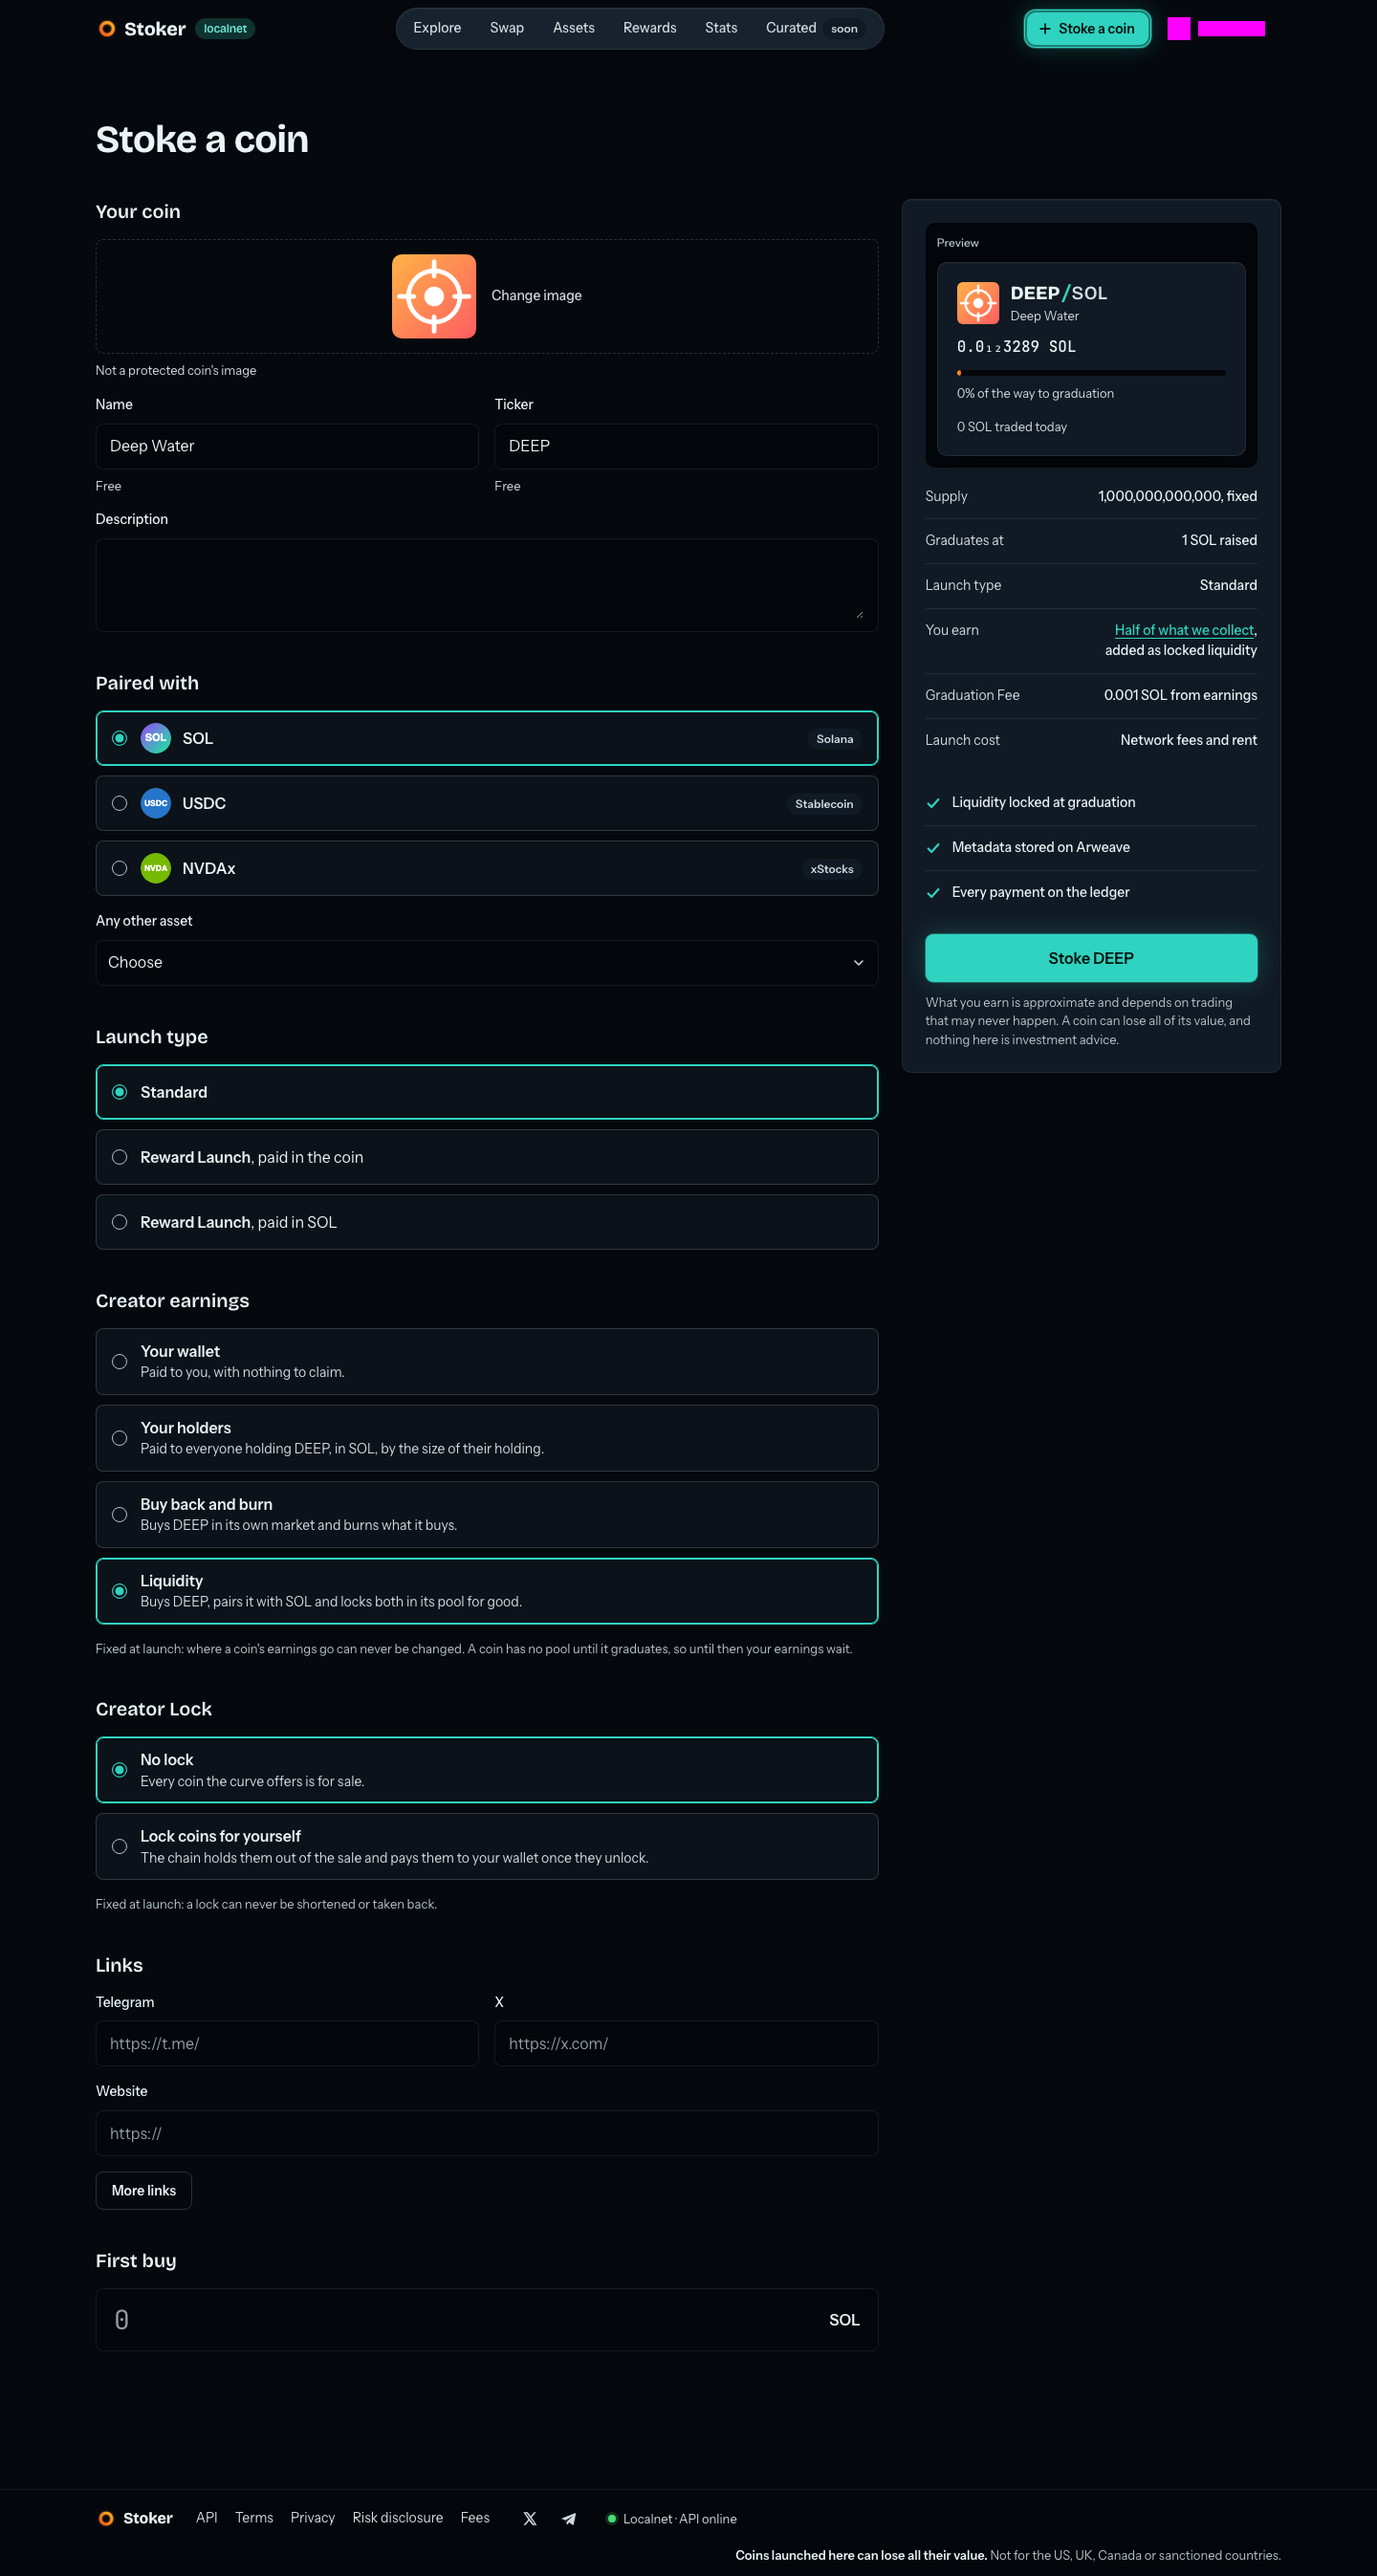 Stoker localnet
Explore Swap Assets Rewards Stats Curated soon
+ Stoke a coin
Stoke a coin
Your coin
Change image
Not a protected coin's image
Name
Ticker
Deep Water
DEEP
Free
Free
Description
Paired with
SOL SOL Solana
USDC USDC Stablecoin
NVDA NVDAx xStocks
Any other asset
Choose
Launch type
Standard
Reward Launch, paid in the coin
Reward Launch, paid in SOL
Creator earnings
Your wallet
Paid to you, with nothing to claim.
Your holders
Paid to everyone holding DEEP, in SOL, by the size of their holding.
Buy back and burn
Buys DEEP in its own market and burns what it buys.
Liquidity
Buys DEEP, pairs it with SOL and locks both in its pool for good.
Fixed at launch: where a coin's earnings go can never be changed. A coin has no pool until it graduates, so until then your earnings wait.
Creator Lock
No lock
Every coin the curve offers is for sale.
Lock coins for yourself
The chain holds them out of the sale and pays them to your wallet once they unlock.
Fixed at launch: a lock can never be shortened or taken back.
Links
Telegram
X
https://t.me/
https://x.com/
Website
https://
More links
First buy
0 SOL
Preview
DEEP/SOL
Deep Water
0.0₁₂3289 SOL
0% of the way to graduation
0 SOL traded today
Supply 1,000,000,000,000, fixed
Graduates at 1 SOL raised
Launch type Standard
You earn Half of what we collect,
added as locked liquidity
Graduation Fee 0.001 SOL from earnings
Launch cost Network fees and rent
Liquidity locked at graduation
Metadata stored on Arweave
Every payment on the ledger
Stoke DEEP
What you earn is approximate and depends on trading
that may never happen. A coin can lose all of its value, and
nothing here is investment advice.
Stoker API Terms Privacy Risk disclosure Fees Localnet · API online
Coins launched here can lose all their value. Not for the US, UK, Canada or sanctioned countries.